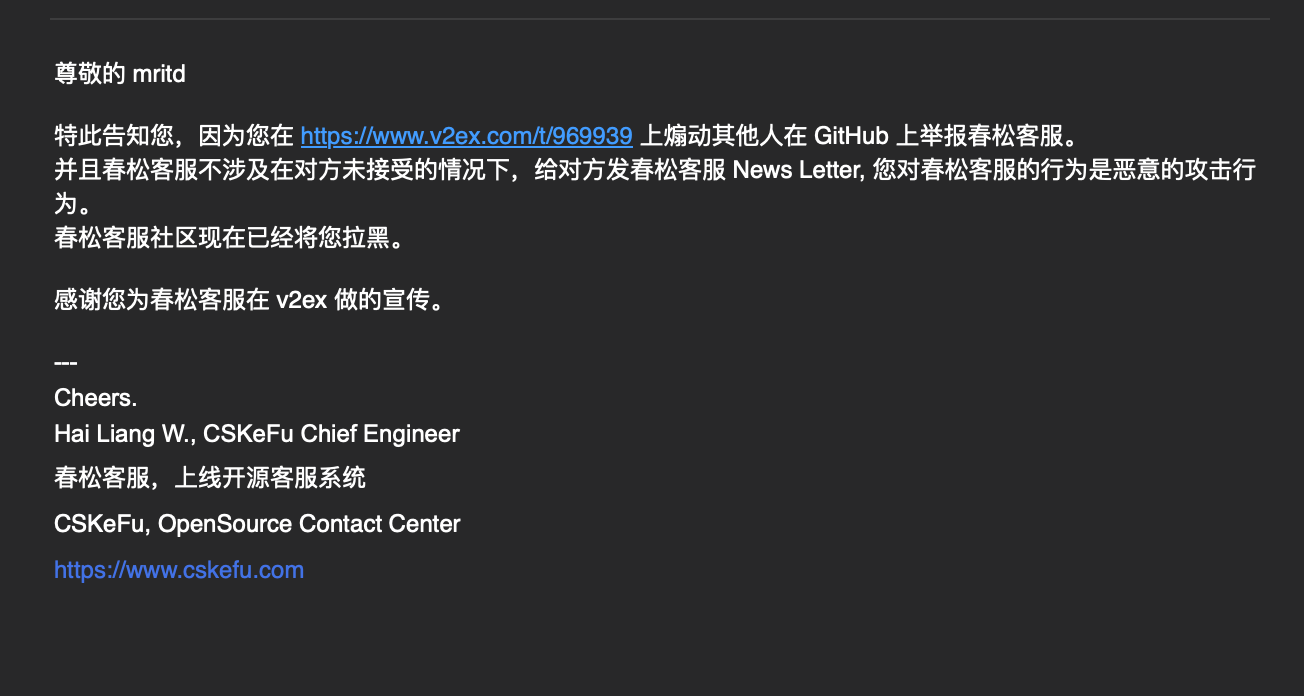 尊敬的 mritd
特此告知您，因为您在 https://www.v2ex.com/t/969939 上煽动其他人在 GitHub 上举报春松客服。
并且春松客服不涉及在对方未接受的情况下，给对方发春松客服 News Letter, 您对春松客服的行为是恶意的攻击行
为。
春松客服社区现在已经将您拉黑。
感谢您为春松客服在 v2ex 做的宣传。
---
Cheers.
Hai Liang W., CSKeFu Chief Engineer
春松客服，上线开源客服系统
CSKeFu, OpenSource Contact Center
https://www.cskefu.com